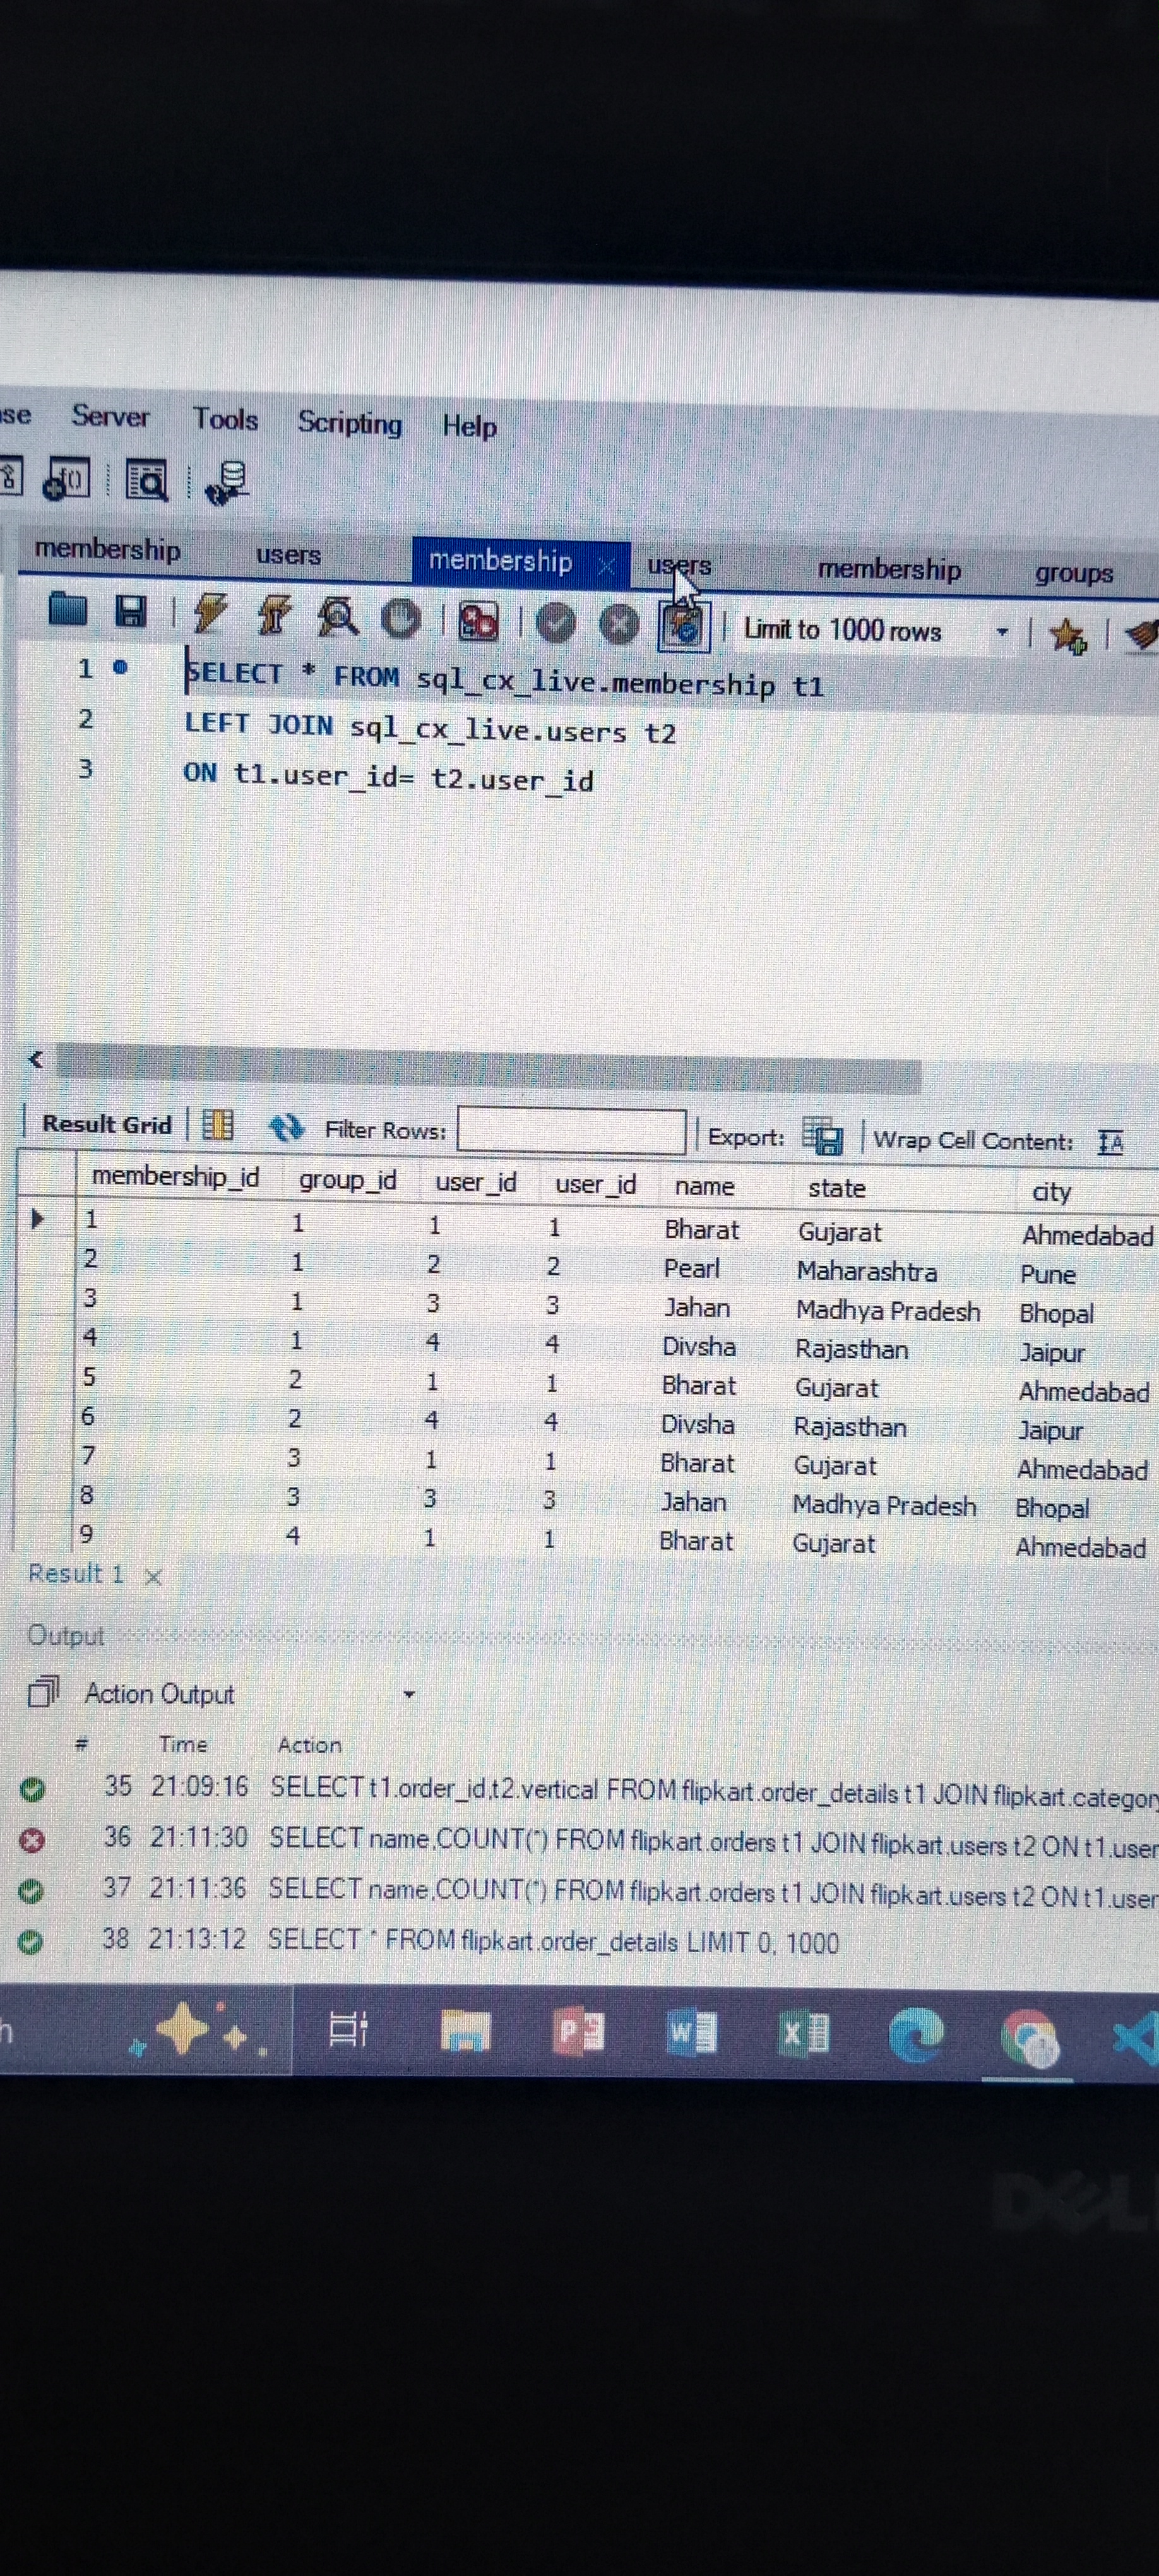 Server Tools Scripting Help
membership users membership users membership groups
Limit to 1000 rows
1 SELECT * FROM sql_cx_live.membership t1
2 LEFT JOIN sql_cx_live.users t2
3 ON t1.user_id= t2.user_id
Result Grid Filter Rows: Export: Wrap Cell Content: IA
membership_id group_id user_id user_id name state city
1 1 1 1 Bharat Gujarat Ahmedabad
2 1 2 2 Pearl Maharashtra Pune
3 1 3 3 Jahan Madhya Pradesh Bhopal
4 1 4 4 Divsha Rajasthan Jaipur
5 2 1 1 Bharat Gujarat Ahmedabad
6 2 4 4 Divsha Rajasthan Jaipur
7 3 1 1 Bharat Gujarat Ahmedabad
8 3 3 3 Jahan Madhya Pradesh Bhopal
9 4 1 1 Bharat Gujarat Ahmedabad
Result 1
Output
Action Output
# Time Action
35 21:09:16 SELECT t1.order_id,t2.vertical FROM flipkart.order_details t1 JOIN flipkart.category
36 21:11:30 SELECT name,COUNT(*) FROM flipkart.orders t1 JOIN flipkart.users t2 ON t1.user
37 21:11:36 SELECT name,COUNT(*) FROM flipkart.orders t1 JOIN flipkart.users t2 ON t1.user
38 21:13:12 SELECT * FROM flipkart.order_details LIMIT 0, 1000
DELL